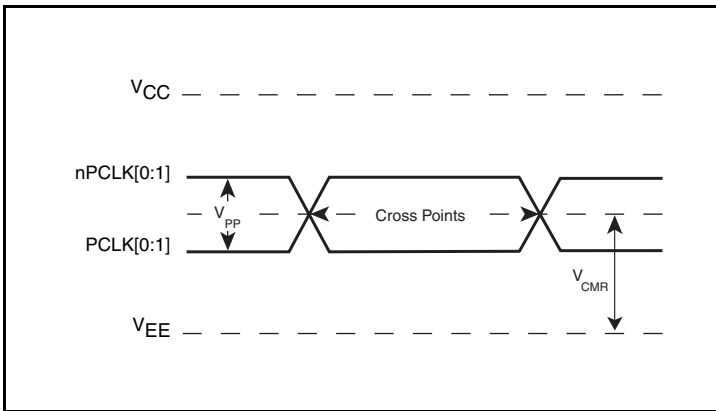 VCC
nPCLK[0:1]
VPP
Cross Points
PCLK[0:1]
VCMR
VEE